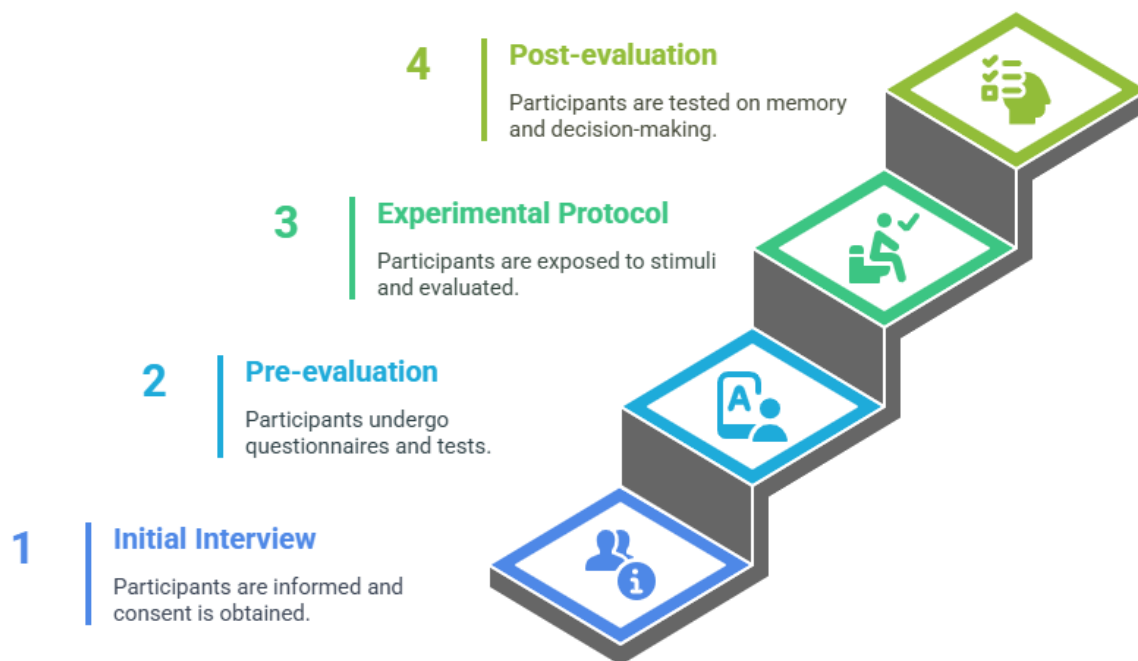 4
Post-evaluation
Participants are tested on memory
and decision-making.
3
Experimental Protocol
Participants are exposed to stimuli
and evaluated.
2
Pre-evaluation
Participants undergo
questionnaires and tests.
A
1
Initial Interview
Participants are informed and
consent is obtained.
i